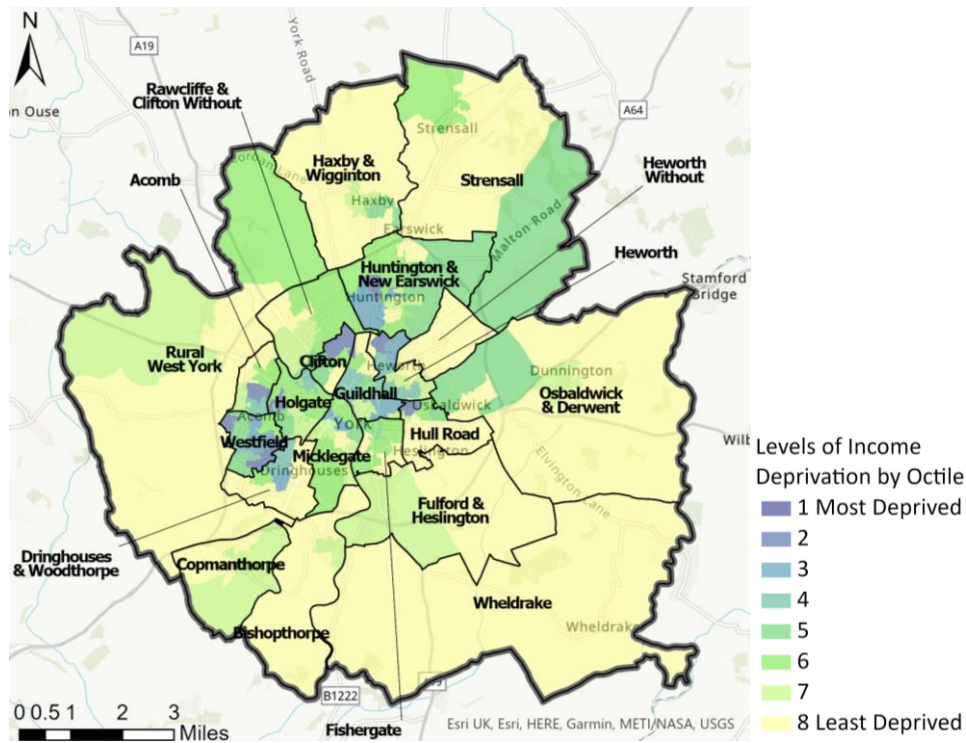 N
A19
York Road
on Ouse
Rawcliffe &
Clifton Without
A64
Strensall
Haxby &
Wigginton
Heworth
Without
Acomb
Strensall
Haxby
Earswick
Malton Road
Heworth
Huntington &
New Earswick
Huntington
Stamford
Bridge
Rural
West York
Clifton
Heworth
Dunnington
Guildhall
Osbaldwick
& Derwent
Holgate
Osbaldwick
Acomb
York
Westfield
Hull Road
Wilb
Micklegate
Heslington
Dringhouses
Elvington Lane
Fulford &
Heslington
Dringhouses
& Woodthorpe
Copmanthorpe
Wheldrake
Bishopthorpe
Wheldrake
B1222
Fishergate
0 0.5 1 2 3
Miles
Esri UK, Esri, HERE, Garmin, METI/NASA, USGS
Levels of Income
Deprivation by Octile
1 Most Deprived
2
3
4
5
6
7
8 Least Deprived